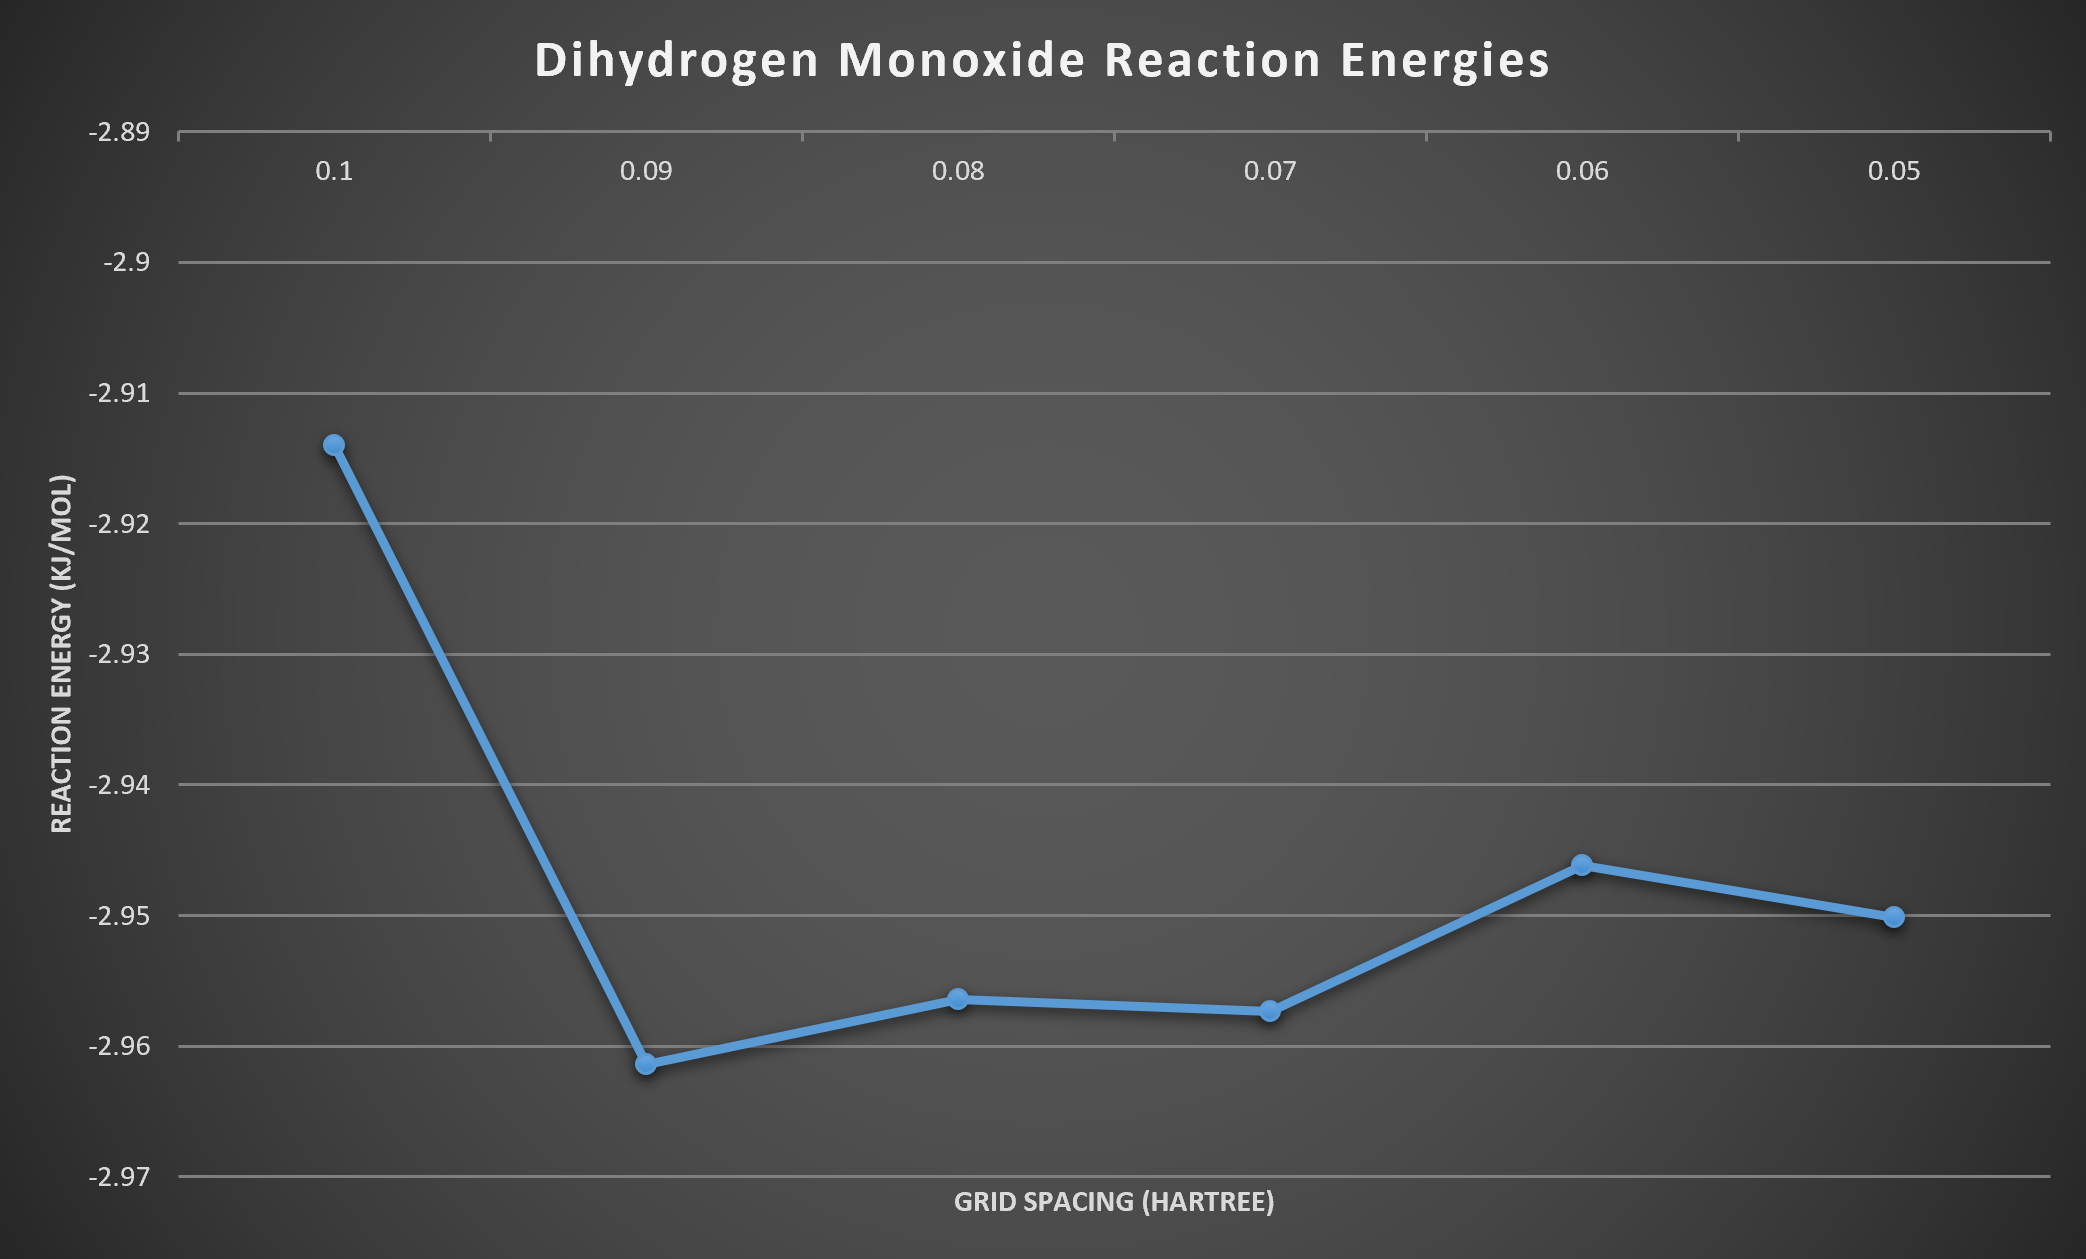 Dihydrogen Monoxide Reaction Energies
-2.89
0.1 0.09 0.08 0.07 0.06 0.05
-2.9
-2.91
-2.92
-2.93
-2.94
-2.95
-2.96
-2.97
REACTION ENERGY (KJ/MOL)
GRID SPACING (HARTREE)